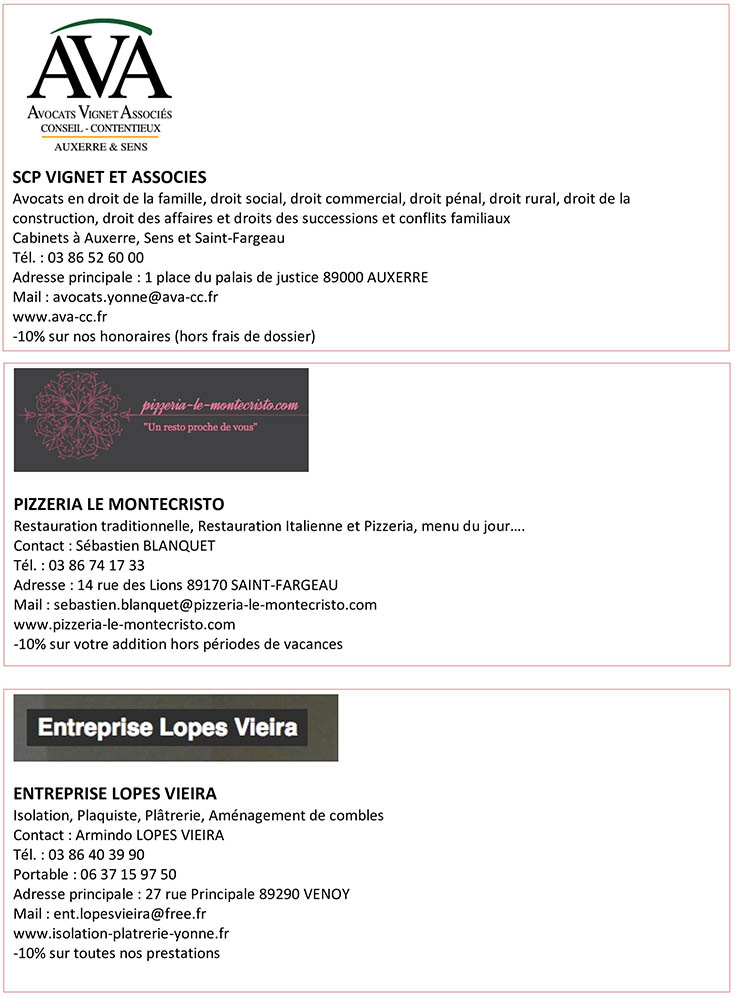 AVA
AVOCATS VIGNET ASSOCIÉS
CONSEIL - CONTENTIEUX
AUXERRE & SENS
SCP VIGNET ET ASSOCIES
Avocats en droit de la famille, droit social, droit commercial, droit pénal, droit rural, droit de la
construction, droit des affaires et droits des successions et conflits familiaux
Cabinets à Auxerre, Sens et Saint-Fargeau
Tél. : 03 86 52 60 00
Adresse principale : 1 place du palais de justice 89000 AUXERRE
Mail : avocats.yonne@ava-cc.fr
www.ava-cc.fr
-10% sur nos honoraires (hors frais de dossier)
pizzeria-le-montecristo.com
"Un resto proche de vous"
PIZZERIA LE MONTECRISTO
Restauration traditionnelle, Restauration Italienne et Pizzeria, menu du jour....
Contact : Sébastien BLANQUET
Tél. : 03 86 74 17 33
Adresse : 14 rue des Lions 89170 SAINT-FARGEAU
Mail : sebastien.blanquet@pizzeria-le-montecristo.com
www.pizzeria-le-montecristo.com
-10% sur votre addition hors périodes de vacances
Entreprise Lopes Vieira
ENTREPRISE LOPES VIEIRA
Isolation, Plaquiste, Plâtrerie, Aménagement de combles
Contact : Armindo LOPES VIEIRA
Tél. : 03 86 40 39 90
Portable : 06 37 15 97 50
Adresse principale : 27 rue Principale 89290 VENOY
Mail : ent.lopesvieira@free.fr
www.isolation-platrerie-yonne.fr
-10% sur toutes nos prestations